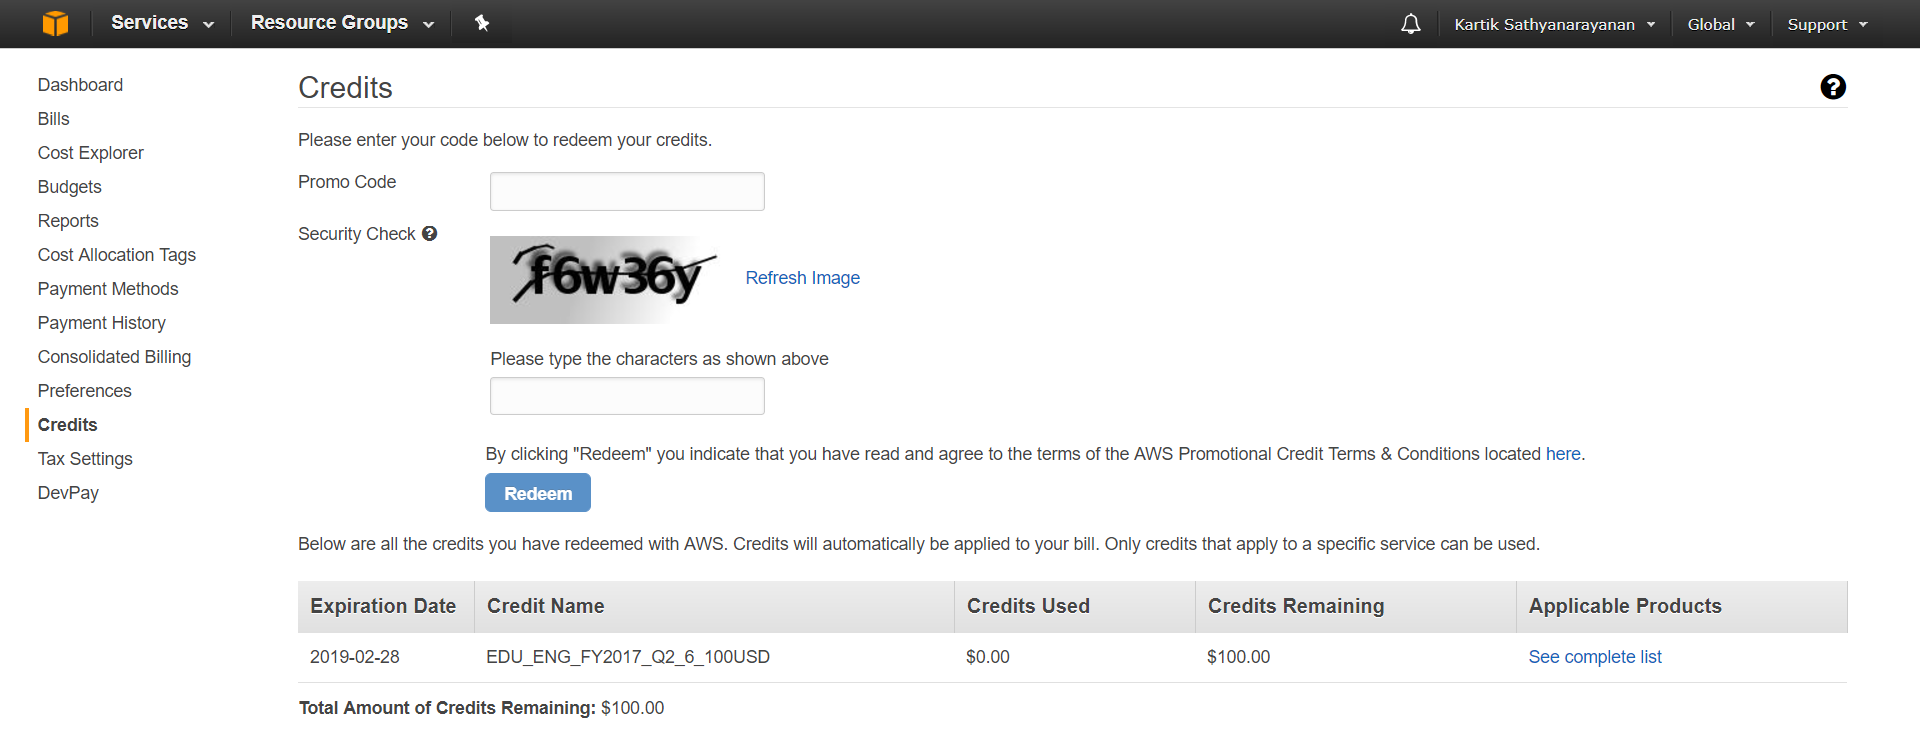 Services Resource Groups Kartik Sathyanarayanan Global Support
Dashboard
Bills
Cost Explorer
Budgets
Reports
Cost Allocation Tags
Payment Methods
Payment History
Consolidated Billing
Preferences
Credits
Tax Settings
DevPay
Credits
Please enter your code below to redeem your credits.
Promo Code
Security Check
f6w36y
Refresh Image
Please type the characters as shown above
By clicking "Redeem" you indicate that you have read and agree to the terms of the AWS Promotional Credit Terms & Conditions located here.
Redeem
Below are all the credits you have redeemed with AWS. Credits will automatically be applied to your bill. Only credits that apply to a specific service can be used.
Expiration Date Credit Name Credits Used Credits Remaining Applicable Products
2019-02-28 EDU_ENG_FY2017_Q2_6_100USD $0.00 $100.00 See complete list
Total Amount of Credits Remaining: $100.00